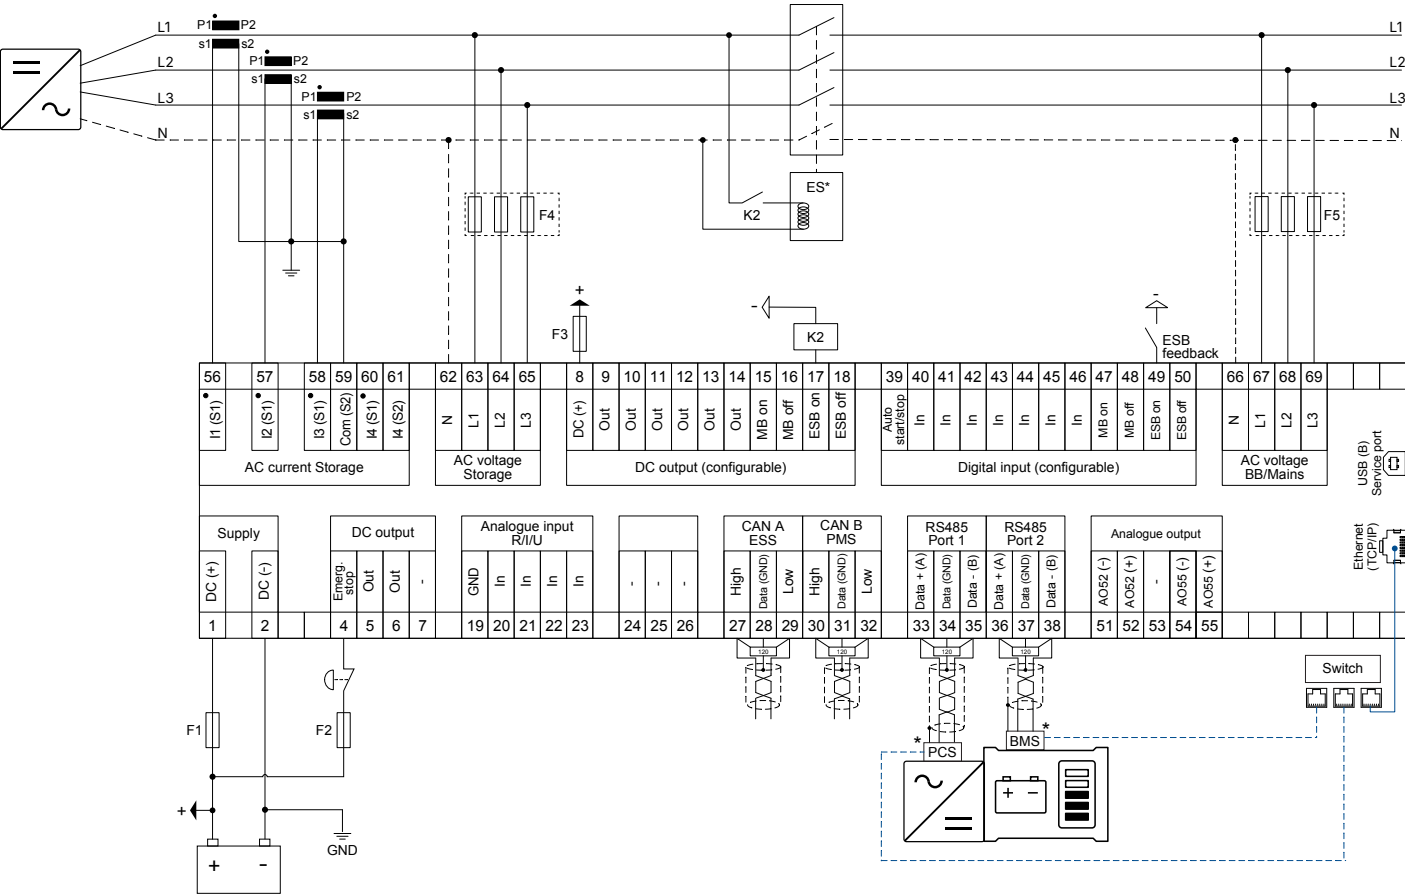 L1 P1 P2 L1
s1 s2
L2 P1 P2 L2
s1 s2
L3 P1 P2 L3
s1 s2
N N
ES*
K2
F4 F5
+ -
F3 K2 ESB
feedback
56 57 58 59 60 61 62 63 64 65 8 9 10 11 12 13 14 15 16 17 18 39 40 41 42 43 44 45 46 47 48 49 50 66 67 68 69
I1 (S1)
I2 (S1)
I3 (S1)
Com (S2)
I4 (S1)
I4 (S2)
N
L1
L2
L3
DC (+)
Out
Out
Out
Out
Out
Out
MB on
MB off
ESB on
ESB off
Auto
start/stop
In
In
In
In
In
In
In
MB on
MB off
ESB on
ESB off
N
L1
L2
L3
AC current Storage
AC voltage
Storage
DC output (configurable)
Digital input (configurable)
AC voltage
BB/Mains
USB (B)
Service port
Supply
DC output
Analogue input
R/I/U
CAN A
ESS
CAN B
PMS
RS485
Port 1
RS485
Port 2
Analogue output
Ethernet
(TCP/IP)
DC (+)
DC (-)
Emerg.
stop
Out
Out
-
GND
In
In
In
In
-
-
-
High
Data (GND)
Low
High
Data (GND)
Low
Data + (A)
Data (GND)
Data - (B)
Data + (A)
Data (GND)
Data - (B)
AO52 (-)
AO52 (+)
-
AO55 (-)
AO55 (+)
1 2 4 5 6 7 19 20 21 22 23 24 25 26 27 28 29 30 31 32 33 34 35 36 37 38 51 52 53 54 55
120 120 120 120
Switch
F1 F2
* PCS BMS *
+ -
+
GND
+ -